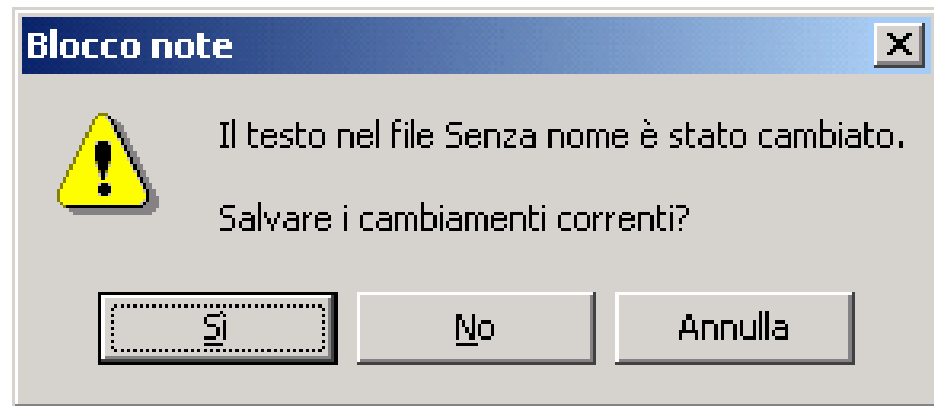 Blocco note
Il testo nel file Senza nome è stato cambiato.
Salvare i cambiamenti correnti?
Sì No Annulla